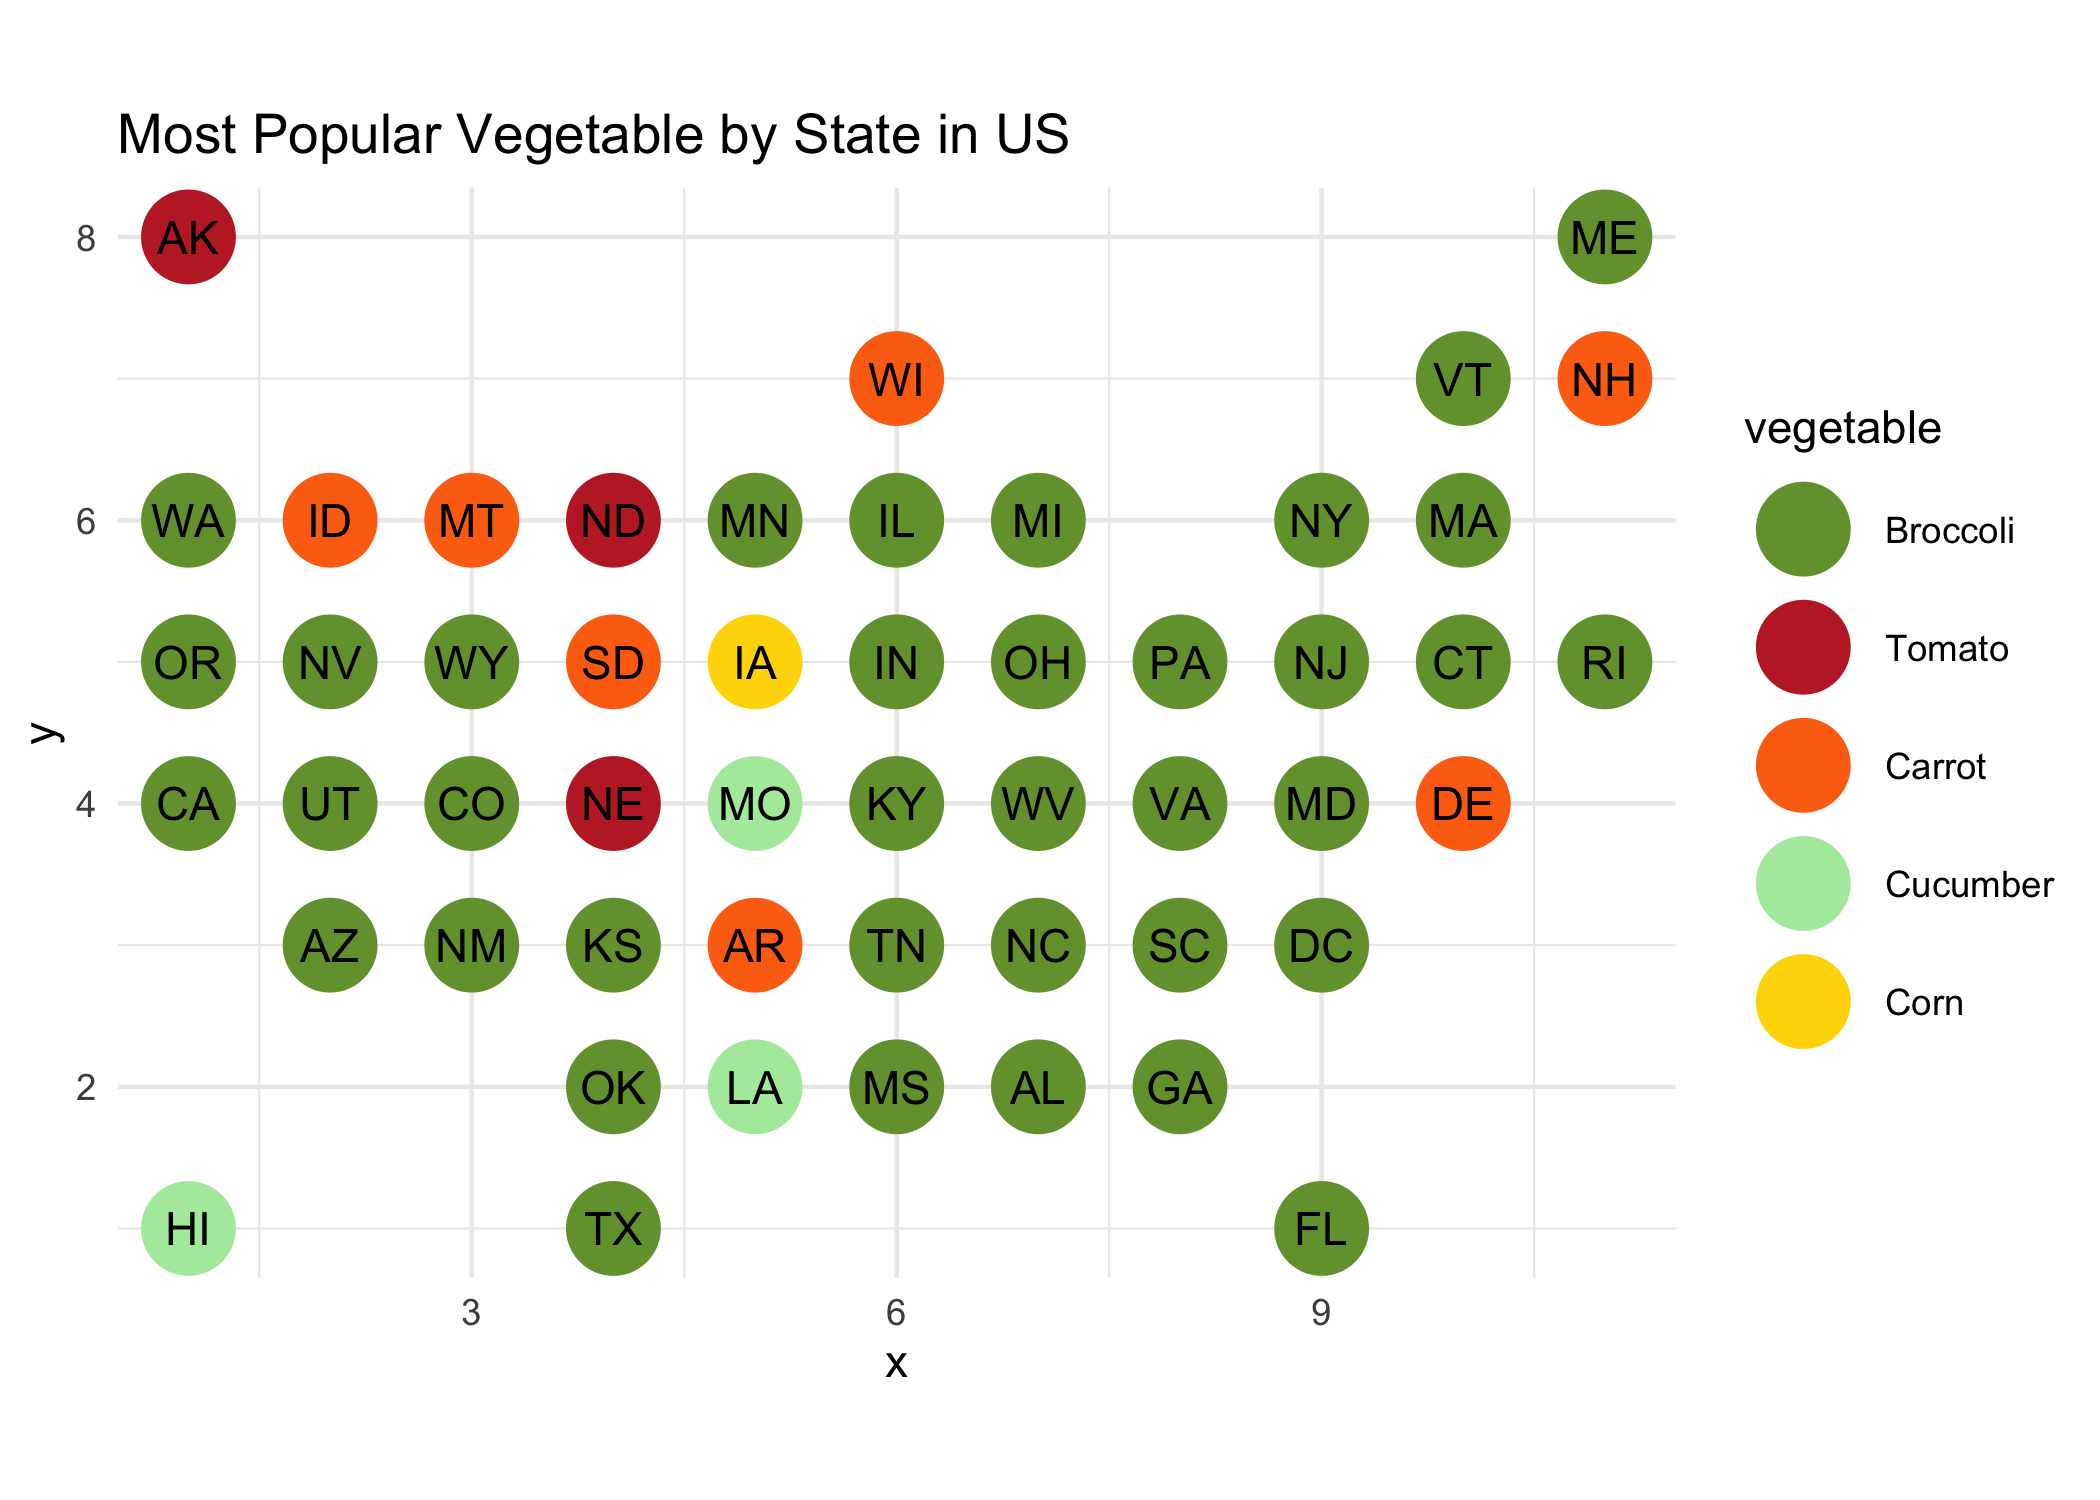 Most Popular Vegetable by State in US
8
AK
ME
WI
VT
NH
vegetable
6
WA
ID
MT
ND
MN
IL
MI
NY
MA
Broccoli
Tomato
Carrot
Cucumber
Corn
OR
NV
WY
SD
IA
IN
OH
PA
NJ
CT
RI
y
4
CA
UT
CO
NE
MO
KY
WV
VA
MD
DE
AZ
NM
KS
AR
TN
NC
SC
DC
2
OK
LA
MS
AL
GA
HI
TX
FL
3
6
9
x